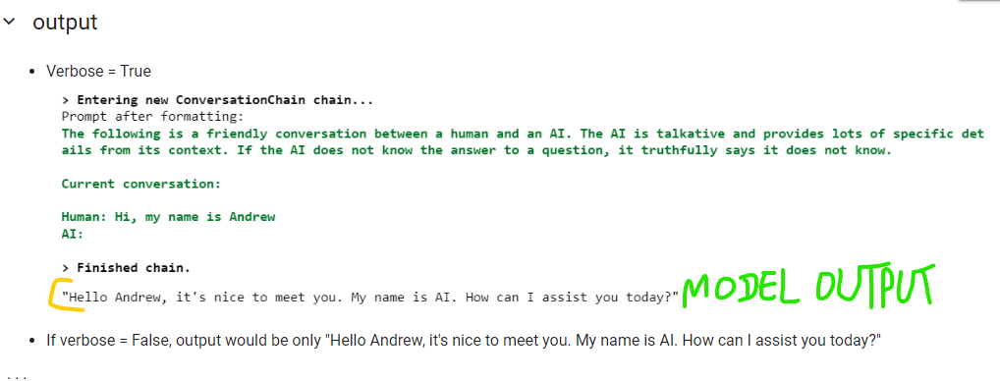 output
• Verbose = True
> Entering new ConversationChain chain...
Prompt after formatting:
The following is a friendly conversation between a human and an AI. The AI is talkative and provides lots of specific det
ails from its context. If the AI does not know the answer to a question, it truthfully says it does not know.
Current conversation:
Human: Hi, my name is Andrew
AI:
> Finished chain.
"Hello Andrew, it's nice to meet you. My name is AI. How can I assist you today?" MODEL OUTPUT
• If verbose = False, output would be only "Hello Andrew, it's nice to meet you. My name is AI. How can I assist you today?"
...